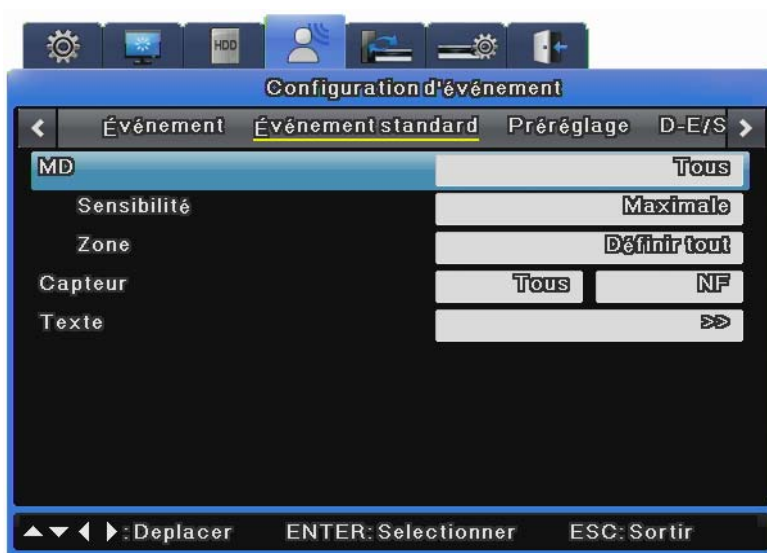 HDD
Configuration d'événement
Événement Événement standard Préréglage D-E/S
MD Tous
Sensibilité Maximale
Zone Définir tout
Capteur Tous NF
Texte >>
:Deplacer ENTER:Selectionner ESC:Sortir